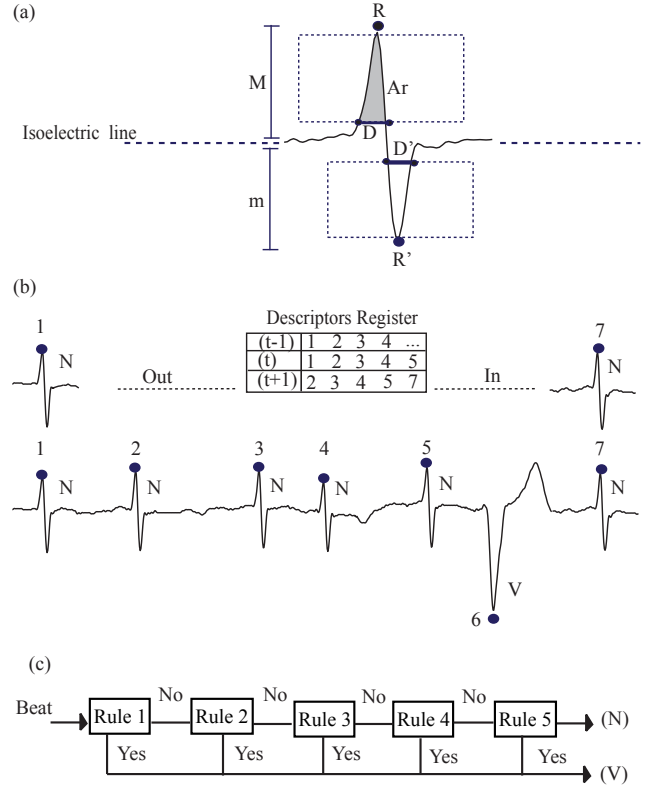 (a)
R
M
Ar
D
Isoelectric line
D'
m
R'
(b)
1
N
Descriptors Register
(t-1) 1 2 3 4 ...
(t) 1 2 3 4 5
(t+1) 2 3 4 5 7
7
N
Out
In
1
N
2
N
3
N
4
N
5
N
7
N
6
V
(c)
Beat
Rule 1
No
Rule 2
No
Rule 3
No
Rule 4
No
Rule 5
(N)
Yes
Yes
Yes
Yes
Yes
(V)